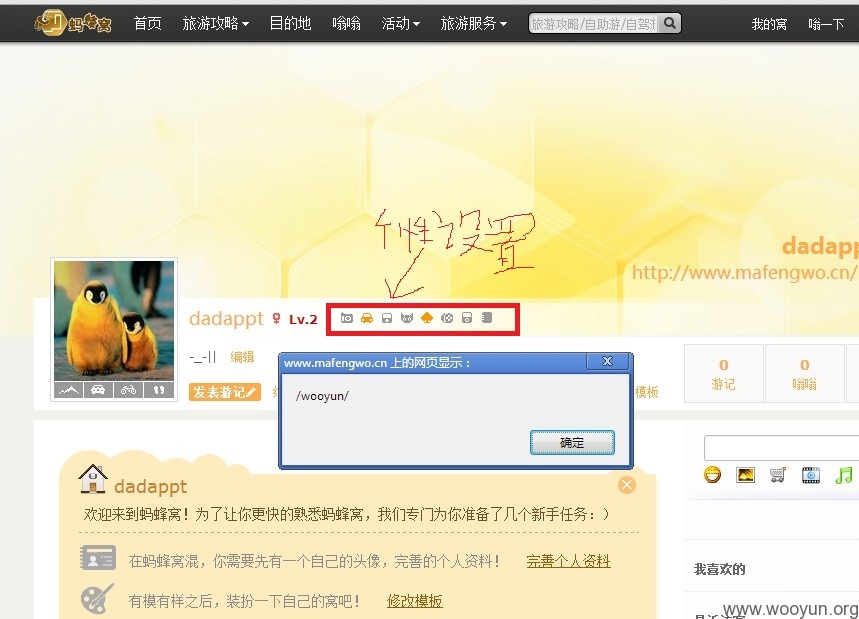 蚂蜂窝 首页 旅游攻略 目的地 嗡嗡 活动 旅游服务 旅游攻略/自助游/自驾 我的窝 嗡一下
个性设置
dadapp
http://www.mafengwo.cn/
dadappt Lv.2
-_-|| 编辑
发表游记
模板
0 0
游记 嗡嗡
www.mafengwo.cn 上的网页显示：
X
/wooyun/
确定
dadappt
欢迎来到蚂蜂窝！为了让你更快的熟悉蚂蜂窝，我们专门为你准备了几个新手任务：）
在蚂蜂窝混，你需要先有一个自己的头像，完善的个人资料！ 完善个人资料
有模有样之后，装扮一下自己的窝吧！ 修改模板
我喜欢的
www.wooyun.org